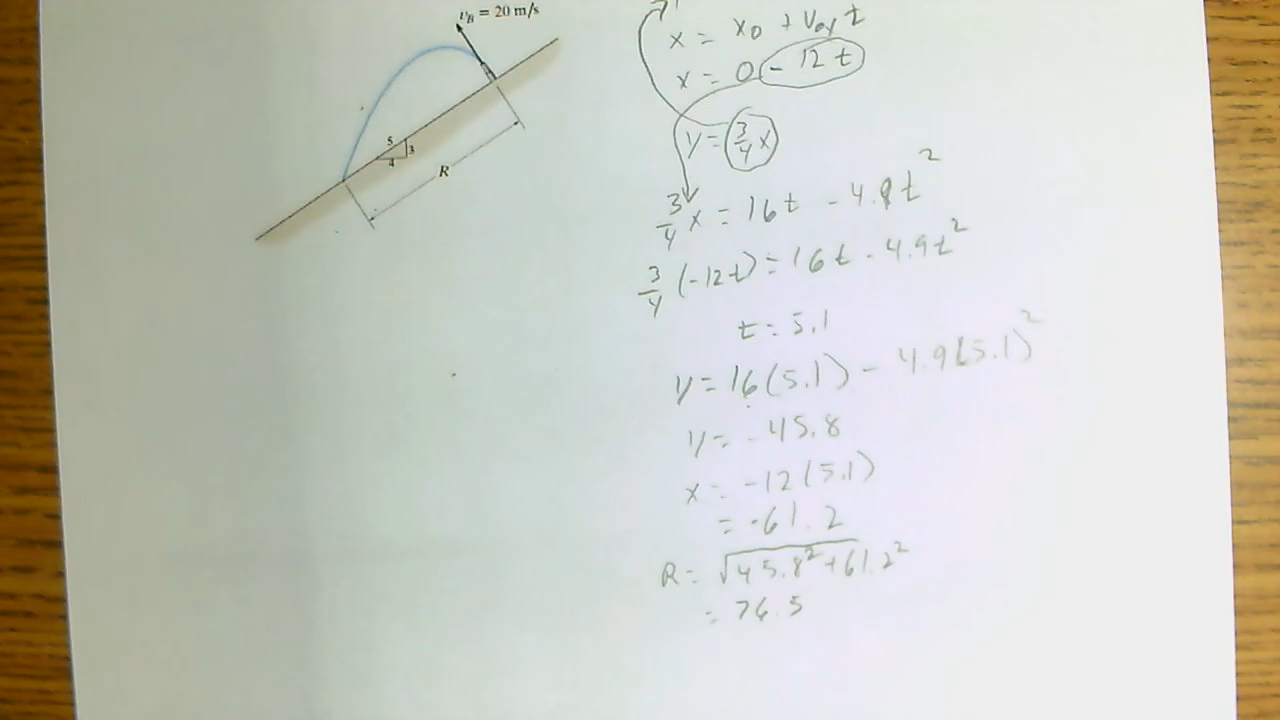 v_B = 20 m/s
5
3
4
R
x = x₀ + v₀ₓt
x = 0 - 12t
y = 3/4 x
3/4 x = 16t - 4.9t²
3/4 (-12t) = 16t - 4.9t²
t = 5.1
y = 16(5.1) - 4.9(5.1)²
y = -45.8
x = -12(5.1)
= -61.2
R = √45.8² + 61.2²
= 76.5